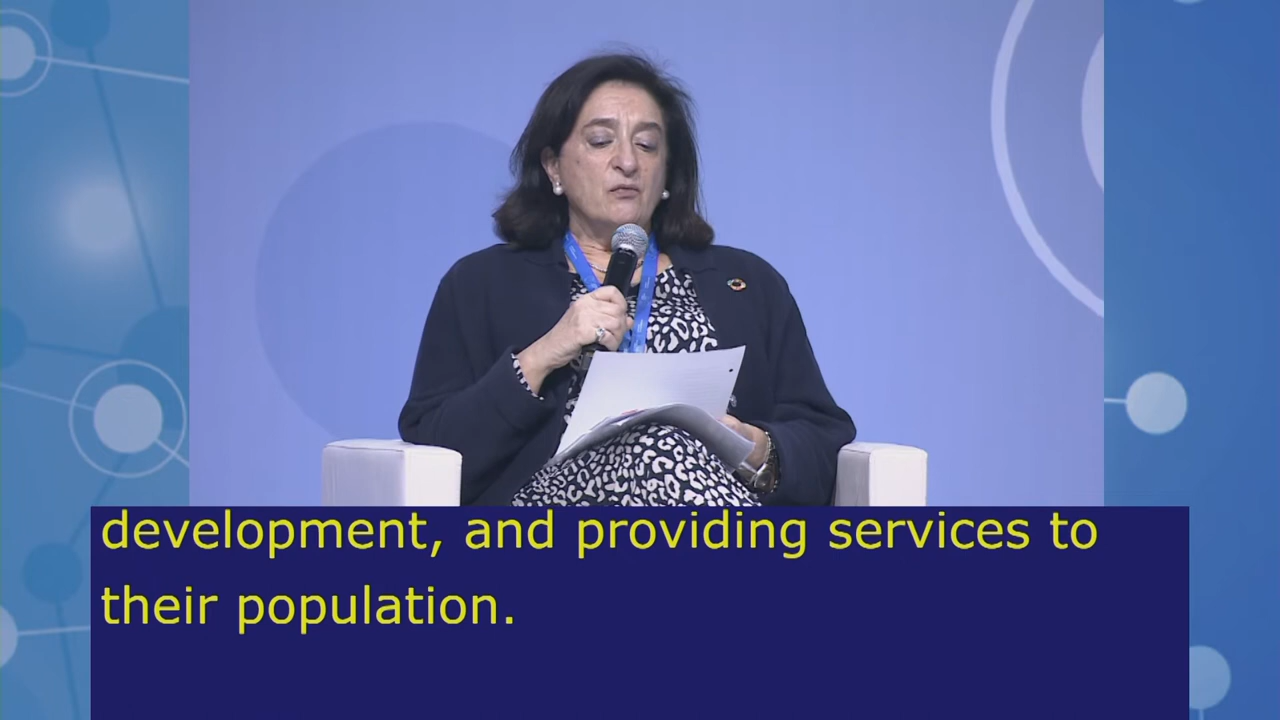 development, and providing services to
their population.